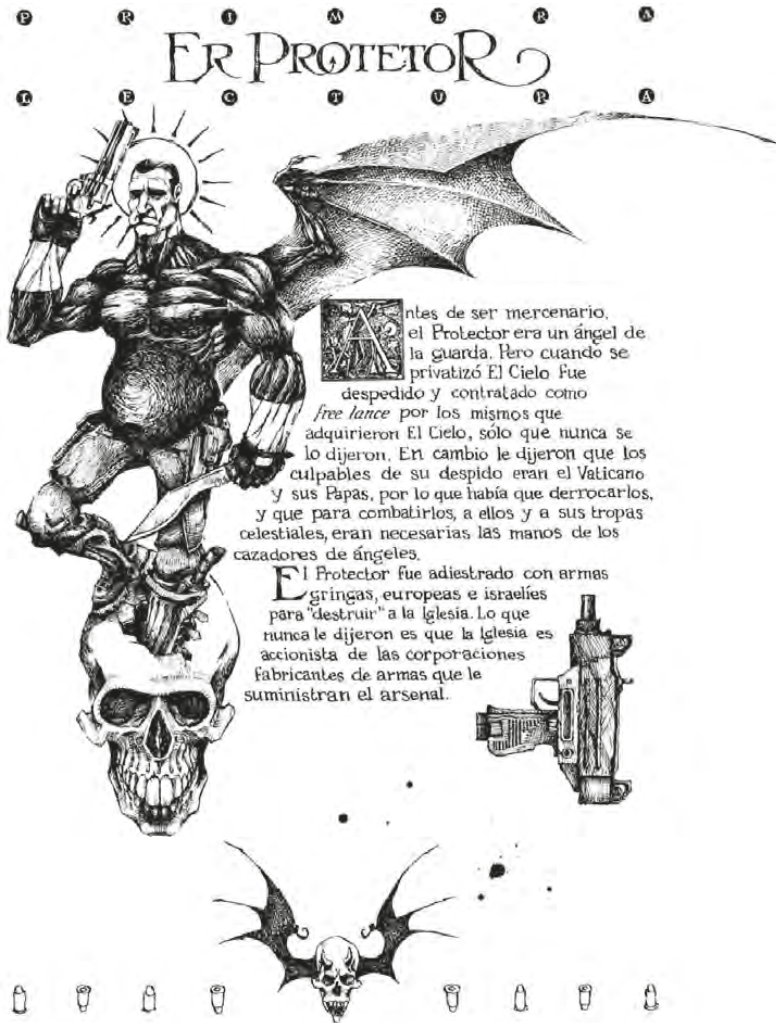 PRIMERA
ER PROTETOR
LECTURA
Antes de ser mercenario,
el Protector era un ángel de
la guarda. Pero cuando se
privatizó El Cielo fue
despedido y contratado como
free lance por los mismos que
adquirieron El Cielo, sólo que nunca se
lo dijeron. En cambio le dijeron que los
culpables de su despido eran el Vaticano
y sus Papas, por lo que había que derrocarlos,
y que para combatirlos, a ellos y a sus tropas
celestiales, eran necesarias las manos de los
cazadores de ángeles.
El Protector fue adiestrado con armas
gringas, europeas e israelíes
para "destruir" a la Iglesia. Lo que
nunca le dijeron es que la Iglesia es
accionista de las corporaciones
fabricantes de armas que le
suministran el arsenal.